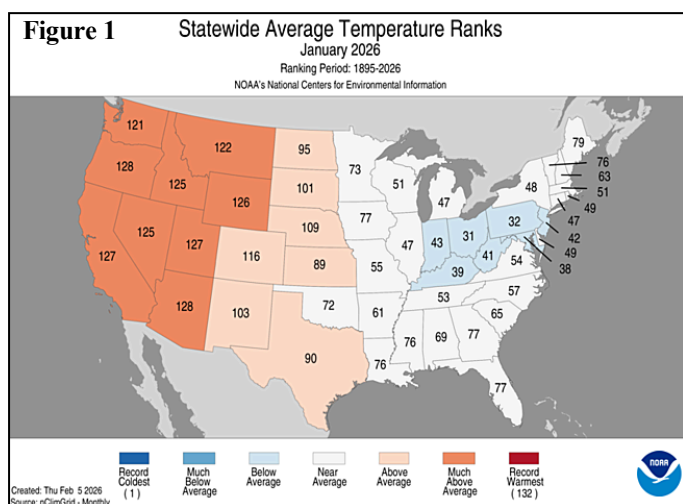 Figure 1
Statewide Average Temperature Ranks
January 2026
Ranking Period: 1895-2026
NOAA's National Centers for Environmental Information
121
122
95
73
79
76
63
128
125
101
51
48
51
47
49
126
77
47
125
127
109
47
43
31
32
42
49
38
127
116
89
55
39
41
54
128
103
72
61
53
57
65
90
76
69
77
76
77
Record
Coldest
(1)
Much
Below
Average
Below
Average
Near
Average
Above
Average
Much
Above
Average
Record
Warmest
(132)
NOAA
Created: Thu Feb 5 2026
Source: nClimGrid - Monthly